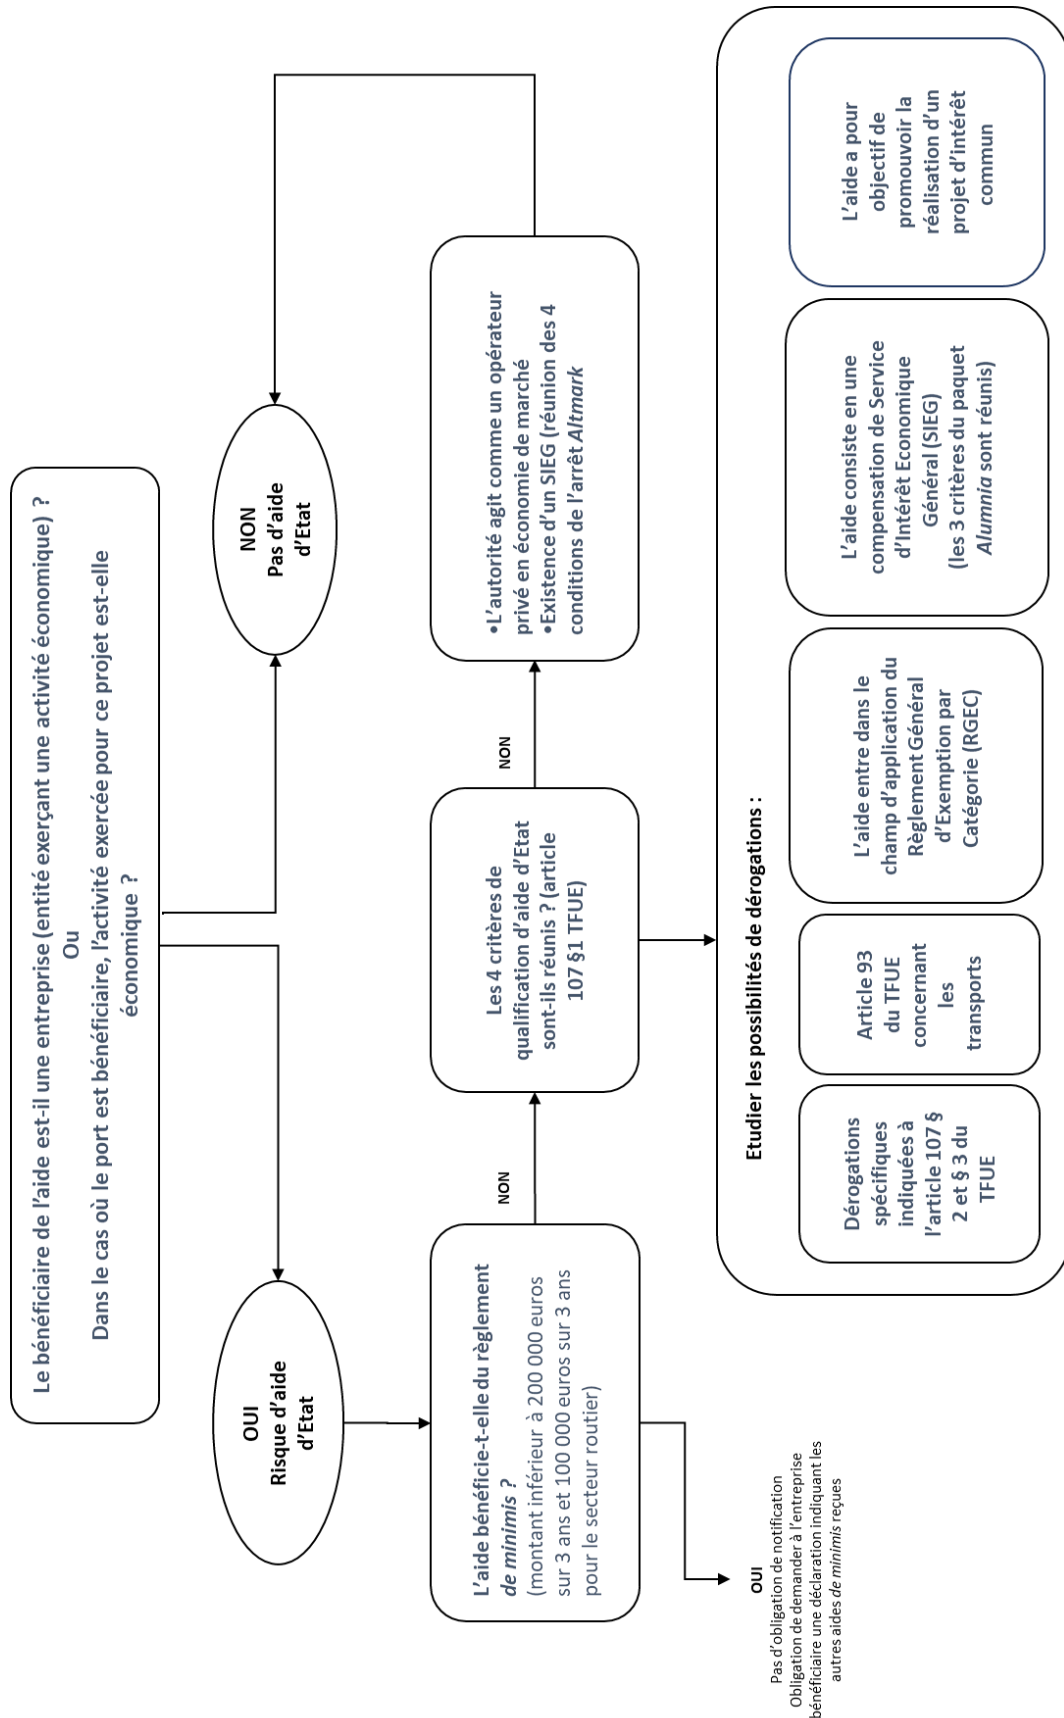 Le bénéficiaire de l'aide est-il une entreprise (entité exerçant une activité économique) ?
Ou
Dans le cas où le port est bénéficiaire, l'activité exercée pour ce projet est-elle
économique ?
OUI
Risque d'aide
d'Etat
NON
Pas d'aide
d'Etat
L'aide bénéficie-t-elle du règlement
de minimis ?
(montant inférieur à 200 000 euros
sur 3 ans et 100 000 euros sur 3 ans
pour le secteur routier)
NON
Les 4 critères de
qualification d'aide d'Etat
sont-ils réunis ? (article
107 §1 TFUE)
NON
•L'autorité agit comme un opérateur
privé en économie de marché
•Existence d'un SIEG (réunion des 4
conditions de l'arrêt Altmark
OUI
Pas d'obligation de notification
Obligation de demander à l'entreprise
bénéficiaire une déclaration indiquant les
autres aides de minimis reçues
Etudier les possibilités de dérogations :
Dérogations
spécifiques
indiquées à
l'article 107 §
2 et § 3 du
TFUE
Article 93
du TFUE
concernant
les
transports
L'aide entre dans le
champ d'application du
Règlement Général
d'Exemption par
Catégorie (RGEC)
L'aide consiste en une
compensation de Service
d'Intérêt Economique
Général (SIEG)
(les 3 critères du paquet
Alumnia sont réunis)
L'aide a pour
objectif de
promouvoir la
réalisation d'un
projet d'intérêt
commun